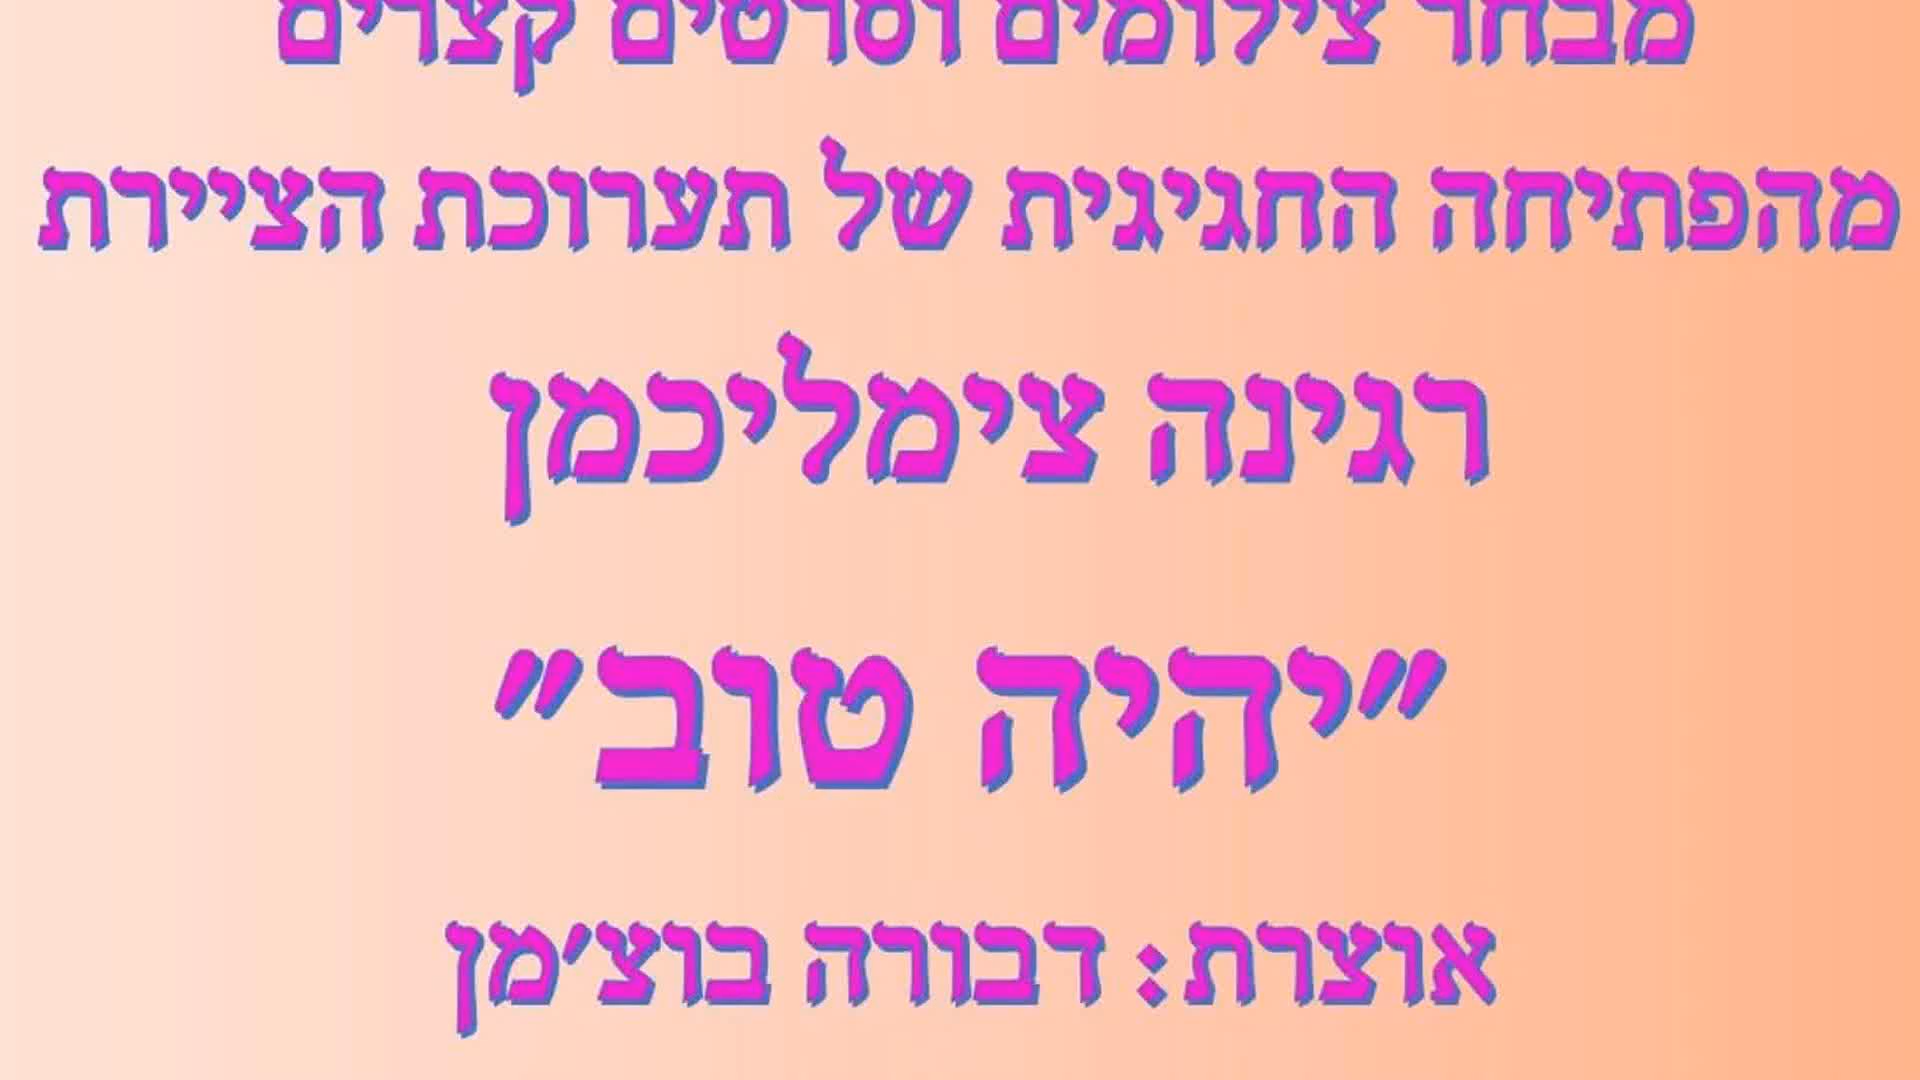 מבחר צילומים וסרטים קצרים
מהפתיחה החגיגית של תערוכת הציירת
רגינה צימליכמן
"יהיה טוב"
אוצרת: דבורה בוצ'מן